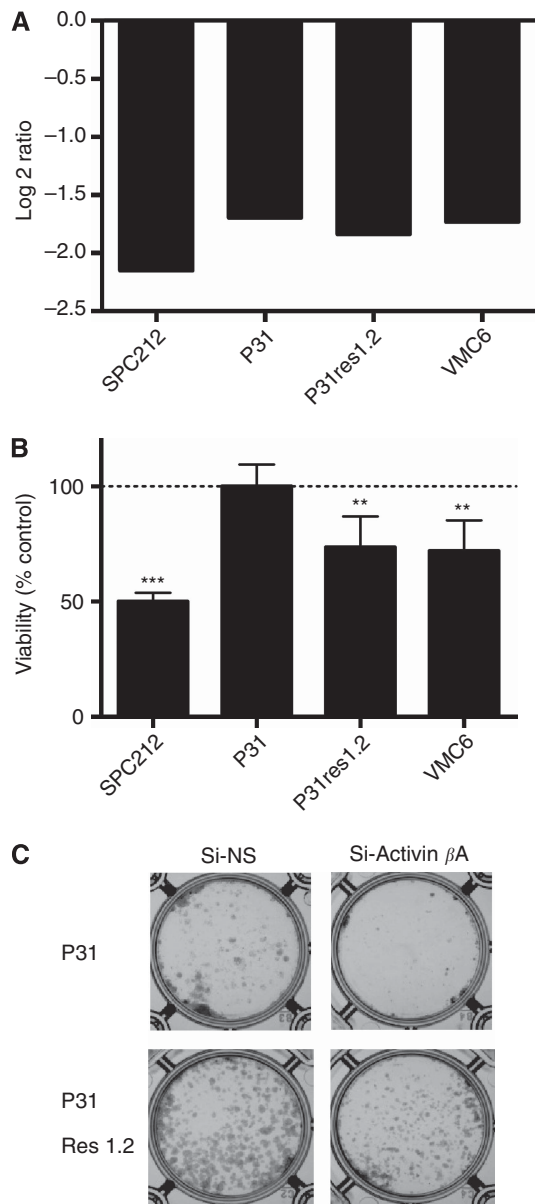 A
0.0
–0.5
–1.0
–1.5
–2.0
–2.5
Log 2 ratio
SPC212
P31
P31res1.2
VMC6
B
100
50
0
Viability (% control)
***
**
**
SPC212
P31
P31res1.2
VMC6
C
Si-NS
Si-Activin βA
P31
P31
Res 1.2